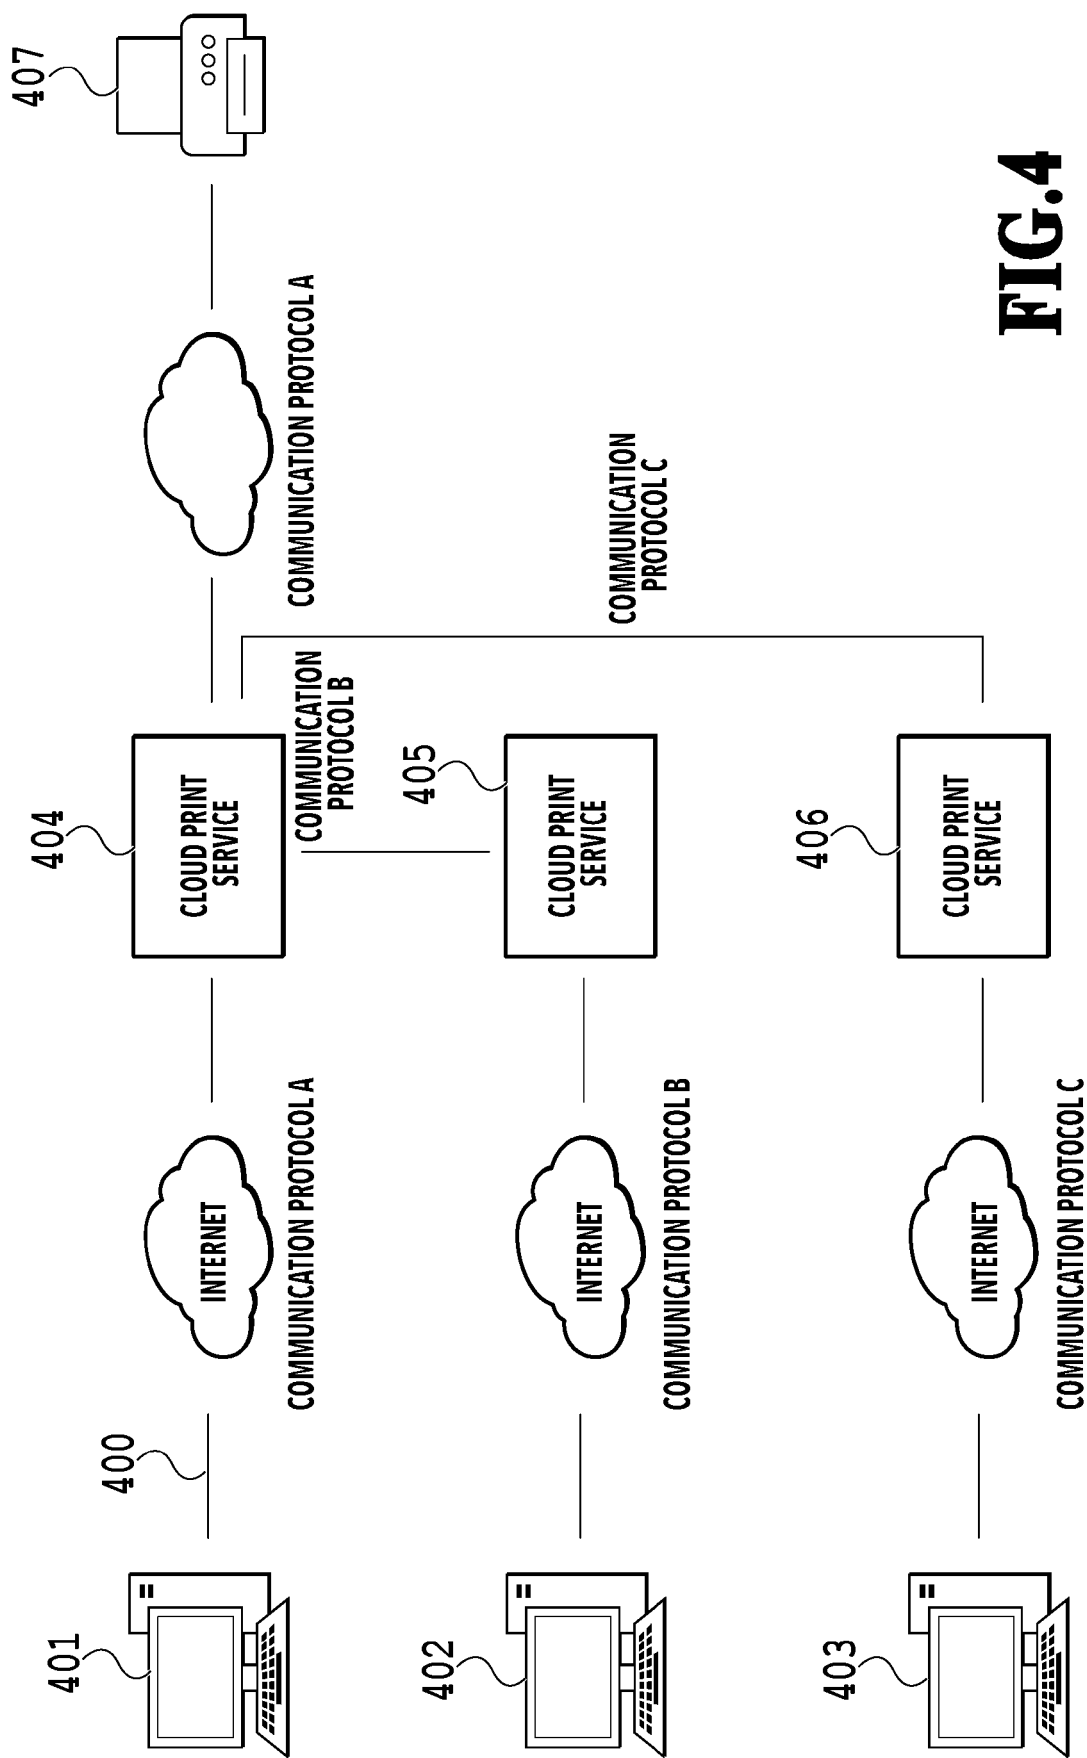 401
400
INTERNET
COMMUNICATION PROTOCOL A
404
CLOUD PRINT
SERVICE
COMMUNICATION PROTOCOL A
407
COMMUNICATION
PROTOCOL B
402
INTERNET
COMMUNICATION PROTOCOL B
405
CLOUD PRINT
SERVICE
COMMUNICATION
PROTOCOL C
403
INTERNET
COMMUNICATION PROTOCOL C
406
CLOUD PRINT
SERVICE
FIG.4